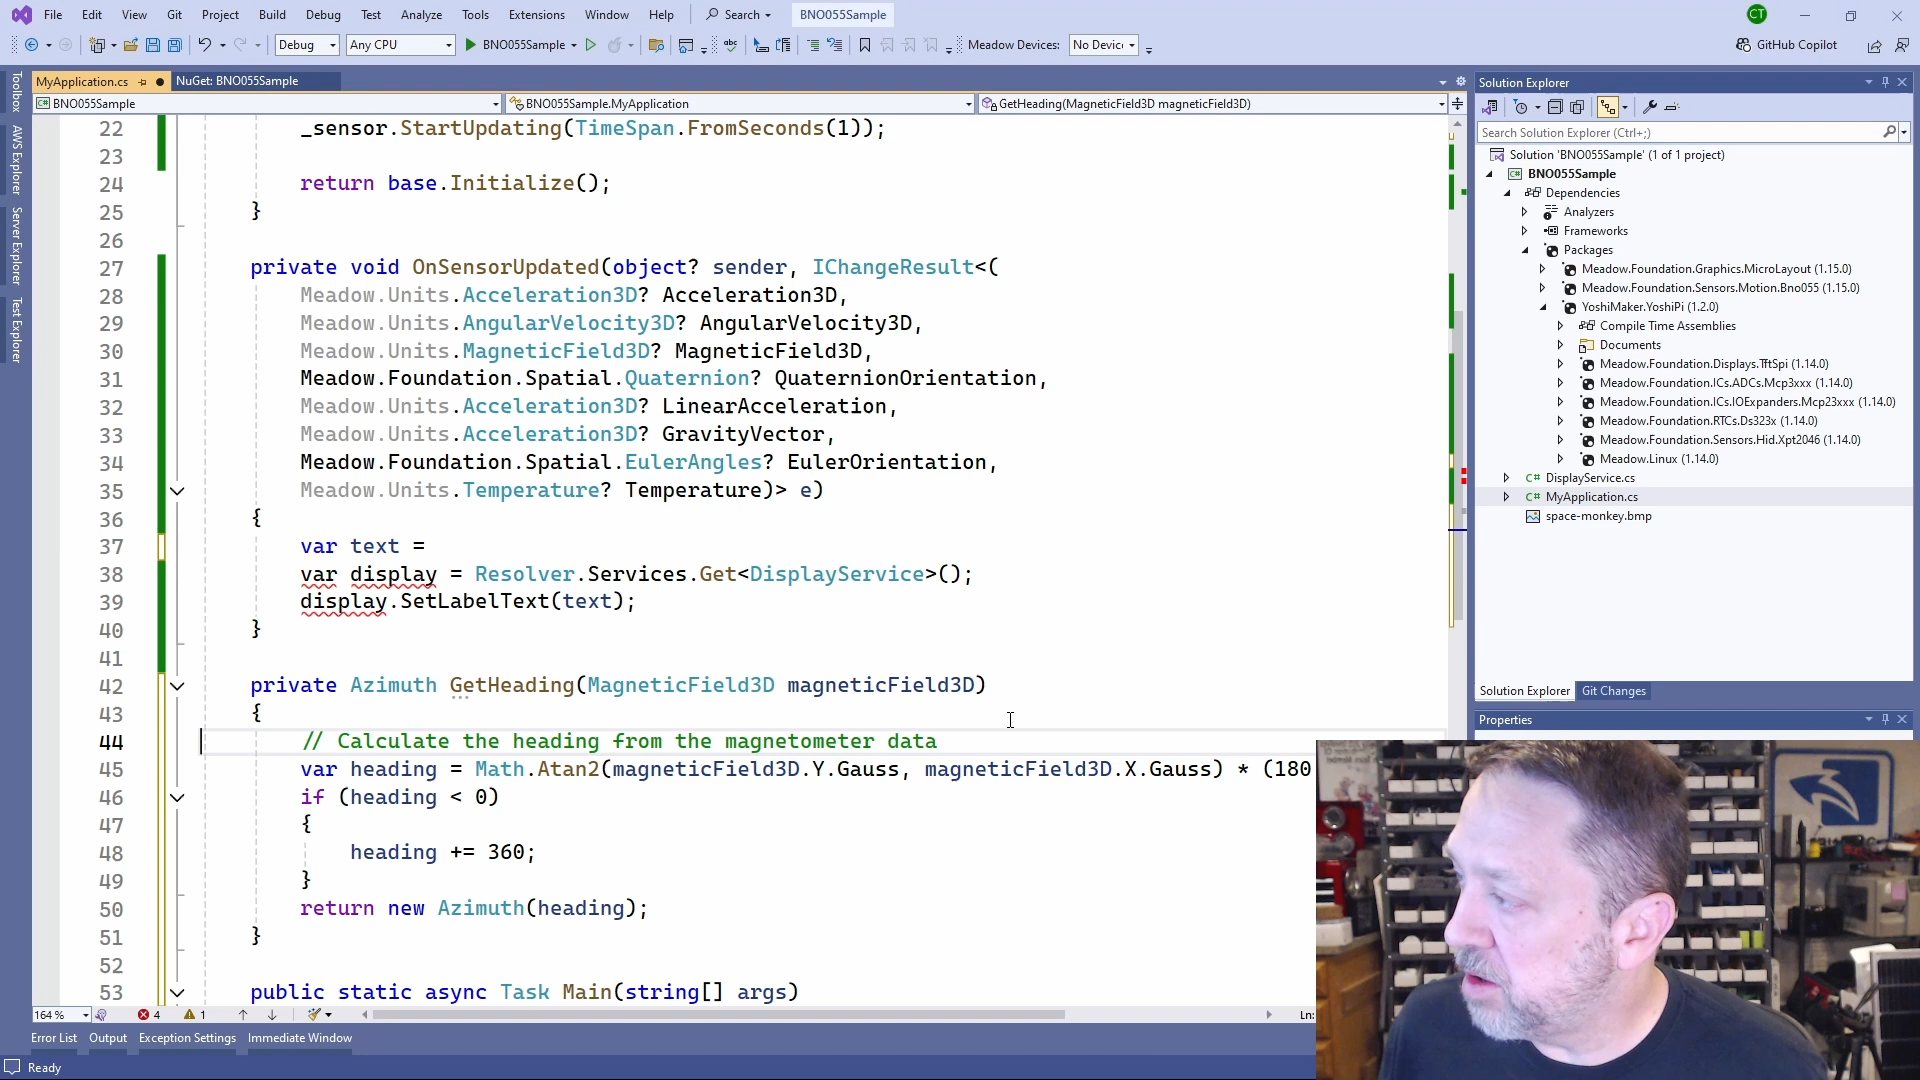 File Edit View Git Project Build Debug Test Analyze Tools Extensions Window Help Search BNO055Sample CT
Debug Any CPU BNO055Sample Meadow Devices: No Devic GitHub Copilot
MyApplication.cs NuGet: BNO055Sample
BNO055Sample BNO055Sample.MyApplication GetHeading(MagneticField3D magneticField3D)
Toolbox
AWS Explorer
Server Explorer
Test Explorer
22 _sensor.StartUpdating(TimeSpan.FromSeconds(1));
23
24 return base.Initialize();
25 }
26
27 private void OnSensorUpdated(object? sender, IChangeResult<(
28 Meadow.Units.Acceleration3D? Acceleration3D,
29 Meadow.Units.AngularVelocity3D? AngularVelocity3D,
30 Meadow.Units.MagneticField3D? MagneticField3D,
31 Meadow.Foundation.Spatial.Quaternion? QuaternionOrientation,
32 Meadow.Units.Acceleration3D? LinearAcceleration,
33 Meadow.Units.Acceleration3D? GravityVector,
34 Meadow.Foundation.Spatial.EulerAngles? EulerOrientation,
35 Meadow.Units.Temperature? Temperature)> e)
36 {
37 var text =
38 var display = Resolver.Services.Get<DisplayService>();
39 display.SetLabelText(text);
40 }
41
42 private Azimuth GetHeading(MagneticField3D magneticField3D)
43 {
44 // Calculate the heading from the magnetometer data
45 var heading = Math.Atan2(magneticField3D.Y.Gauss, magneticField3D.X.Gauss) * (180
46 if (heading < 0)
47 {
48 heading += 360;
49 }
50 return new Azimuth(heading);
51 }
52
53 public static async Task Main(string[] args)
164 % 4 1 Ln:
Error List Output Exception Settings Immediate Window
Ready
Solution Explorer
Search Solution Explorer (Ctrl+;)
Solution 'BNO055Sample' (1 of 1 project)
BNO055Sample
Dependencies
Analyzers
Frameworks
Packages
Meadow.Foundation.Graphics.MicroLayout (1.15.0)
Meadow.Foundation.Sensors.Motion.Bno055 (1.15.0)
YoshiMaker.YoshiPi (1.2.0)
Compile Time Assemblies
Documents
Meadow.Foundation.Displays.TftSpi (1.14.0)
Meadow.Foundation.ICs.ADCs.Mcp3xxx (1.14.0)
Meadow.Foundation.ICs.IOExpanders.Mcp23xxx (1.14.0)
Meadow.Foundation.RTCs.Ds323x (1.14.0)
Meadow.Foundation.Sensors.Hid.Xpt2046 (1.14.0)
Meadow.Linux (1.14.0)
C# DisplayService.cs
C# MyApplication.cs
space-monkey.bmp
Solution Explorer Git Changes
Properties